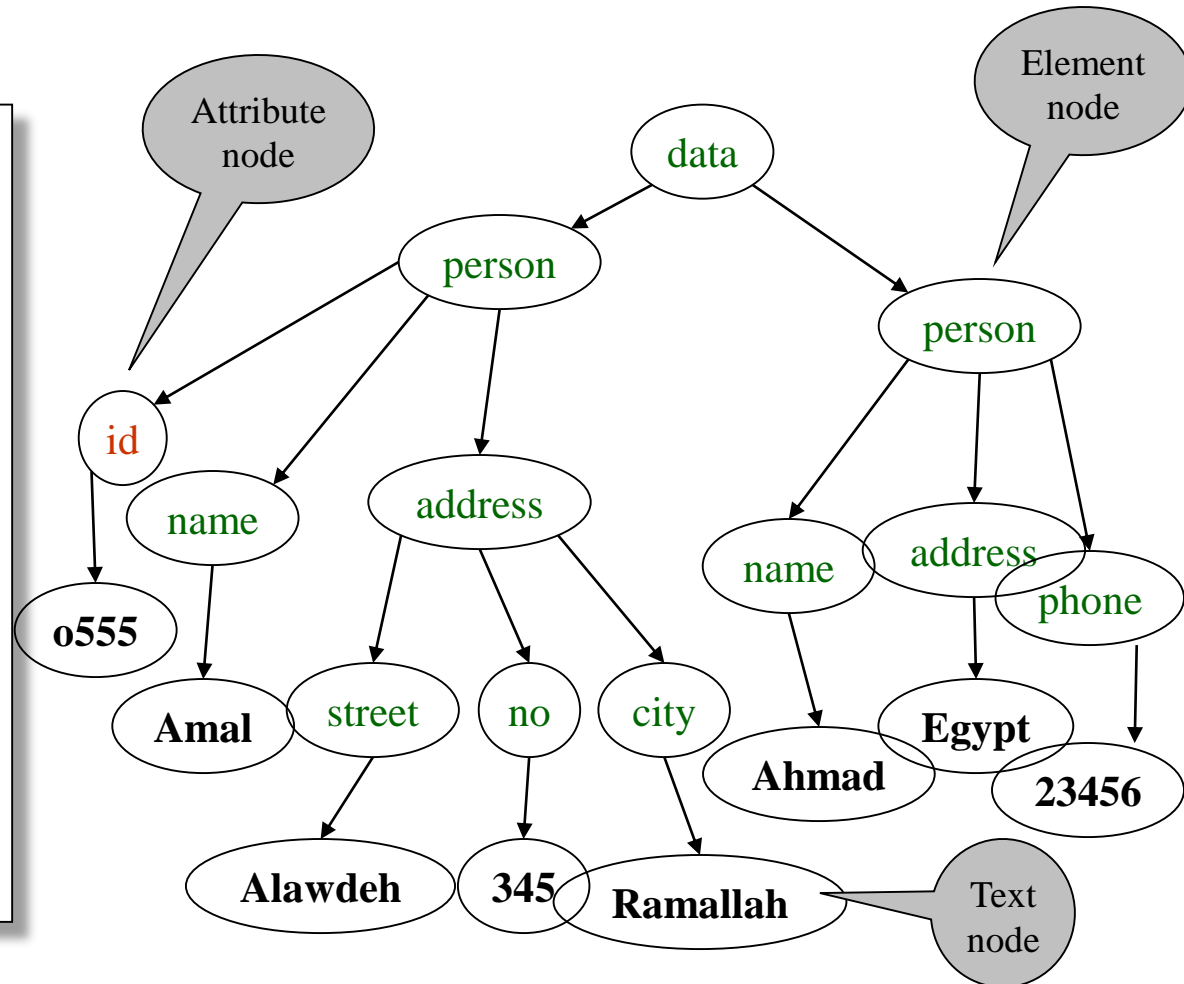 Element
node
Attribute
node
data
person
person
id
name
address
name
address
phone
o555
Amal
street
no
city
Ahmad
Egypt
23456
Alawdeh
345
Ramallah
Text
node